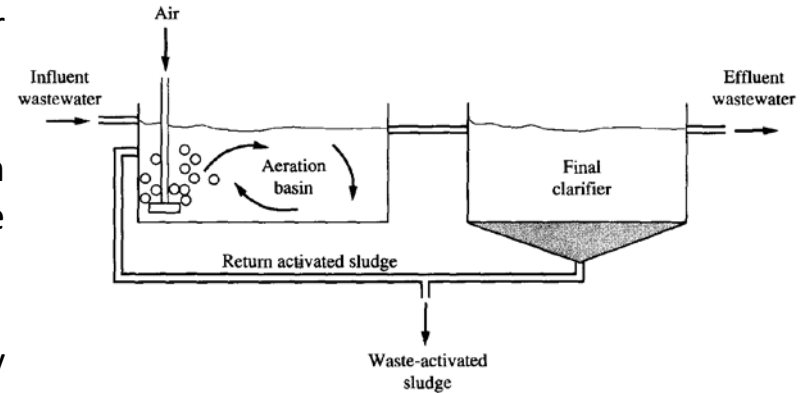 r
Air
Influent
wastewater
Effluent
wastewater
n
e
Aeration
basin
Final
clarifier
Return activated sludge
y
Waste-activated
sludge